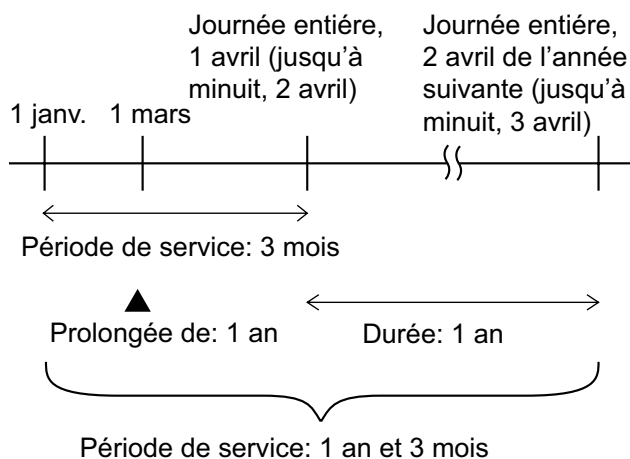 Journée entiére,
1 avril (jusqu'à
minuit, 2 avril)
Journée entiére,
2 avril de l'année
suivante (jusqu'à
minuit, 3 avril)
1 janv.
1 mars
Période de service: 3 mois
Prolongée de: 1 an
Durée: 1 an
Période de service: 1 an et 3 mois